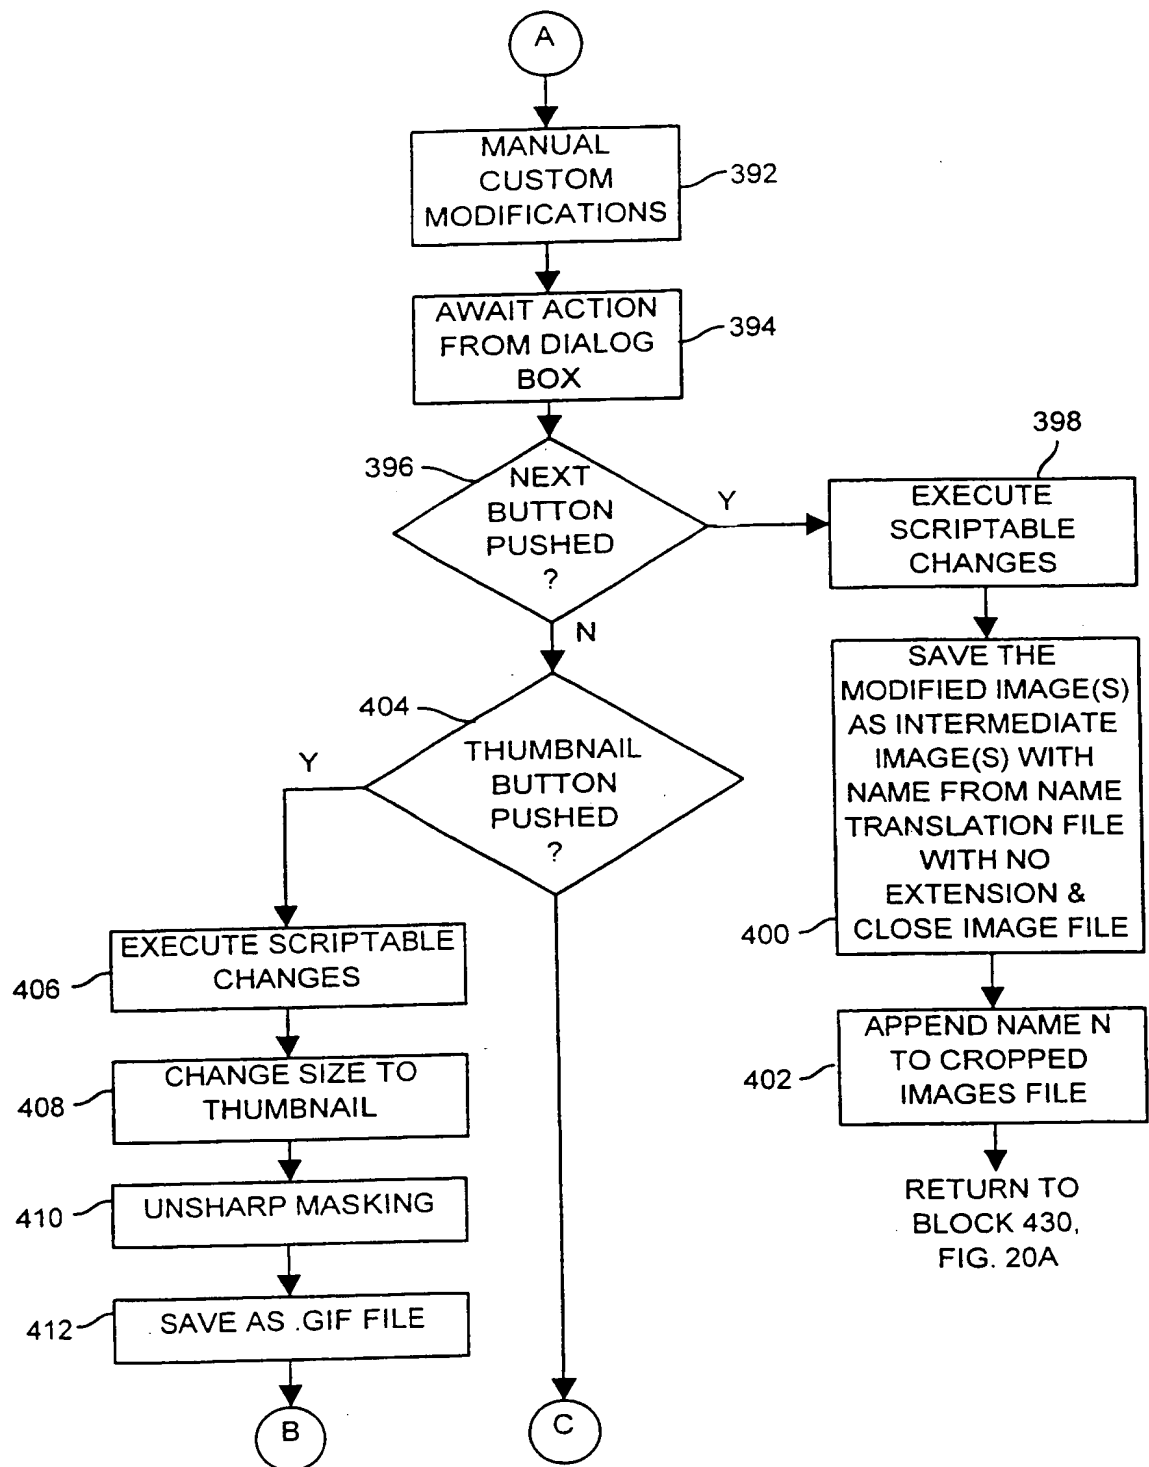 A
MANUAL
CUSTOM
MODIFICATIONS
392
AWAIT ACTION
FROM DIALOG
BOX
394
396
NEXT
BUTTON
PUSHED
?
Y
N
398
EXECUTE
SCRIPTABLE
CHANGES
SAVE THE
MODIFIED IMAGE(S)
AS INTERMEDIATE
IMAGE(S) WITH
NAME FROM NAME
TRANSLATION FILE
WITH NO
EXTENSION &
CLOSE IMAGE FILE
400
APPEND NAME N
TO CROPPED
IMAGES FILE
402
RETURN TO
BLOCK 430,
FIG. 20A
404
THUMBNAIL
BUTTON
PUSHED
?
Y
EXECUTE SCRIPTABLE
CHANGES
406
CHANGE SIZE TO
THUMBNAIL
408
UNSHARP MASKING
410
SAVE AS .GIF FILE
412
B
C